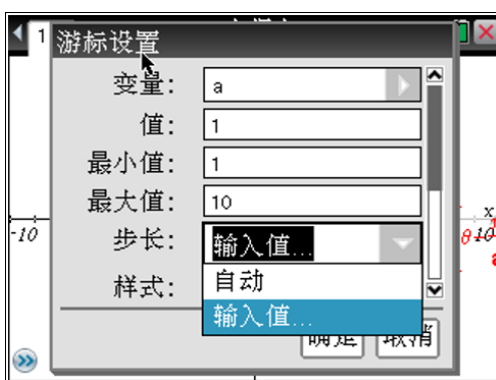 1
游标设置
变量: a
值: 1
最小值: 1
最大值: 10
步长: 输入值...
自动
输入值...
样式:
取消
-10
x
θ
10